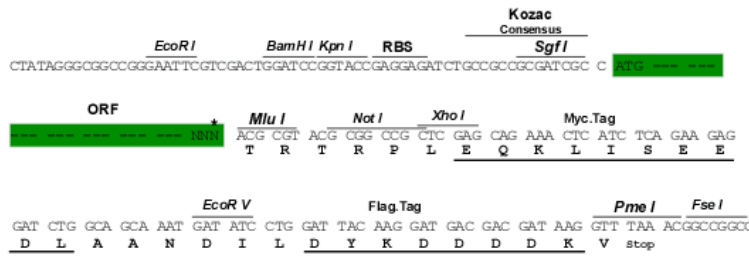 Kozac
Consensus
EcoR I BamH I Kpn I RBS Sgf I
CTATAGGGCGGCCGGGAATTCGTCGACTGGATCCGGTACCGAGGAGATCTGCCGCCGCGATCGC C ATG --- --- --
ORF
Mlu I Not I Xho I Myc.Tag
--- --- --- --- --- --- NNN* ACG CGT ACG CGG CCG CTC GAG CAG AAA CTC ATC TCA GAA GAG
T R T R P L E Q K L I S E E
EcoR V Flag.Tag Pme I Fse I
GAT CTG GCA GCA AAT GAT ATC CTG GAT TAC AAG GAT GAC GAC GAT AAG GTT TAA ACGGCCGGC
D L A A N D I L D Y K D D D D K V Stop